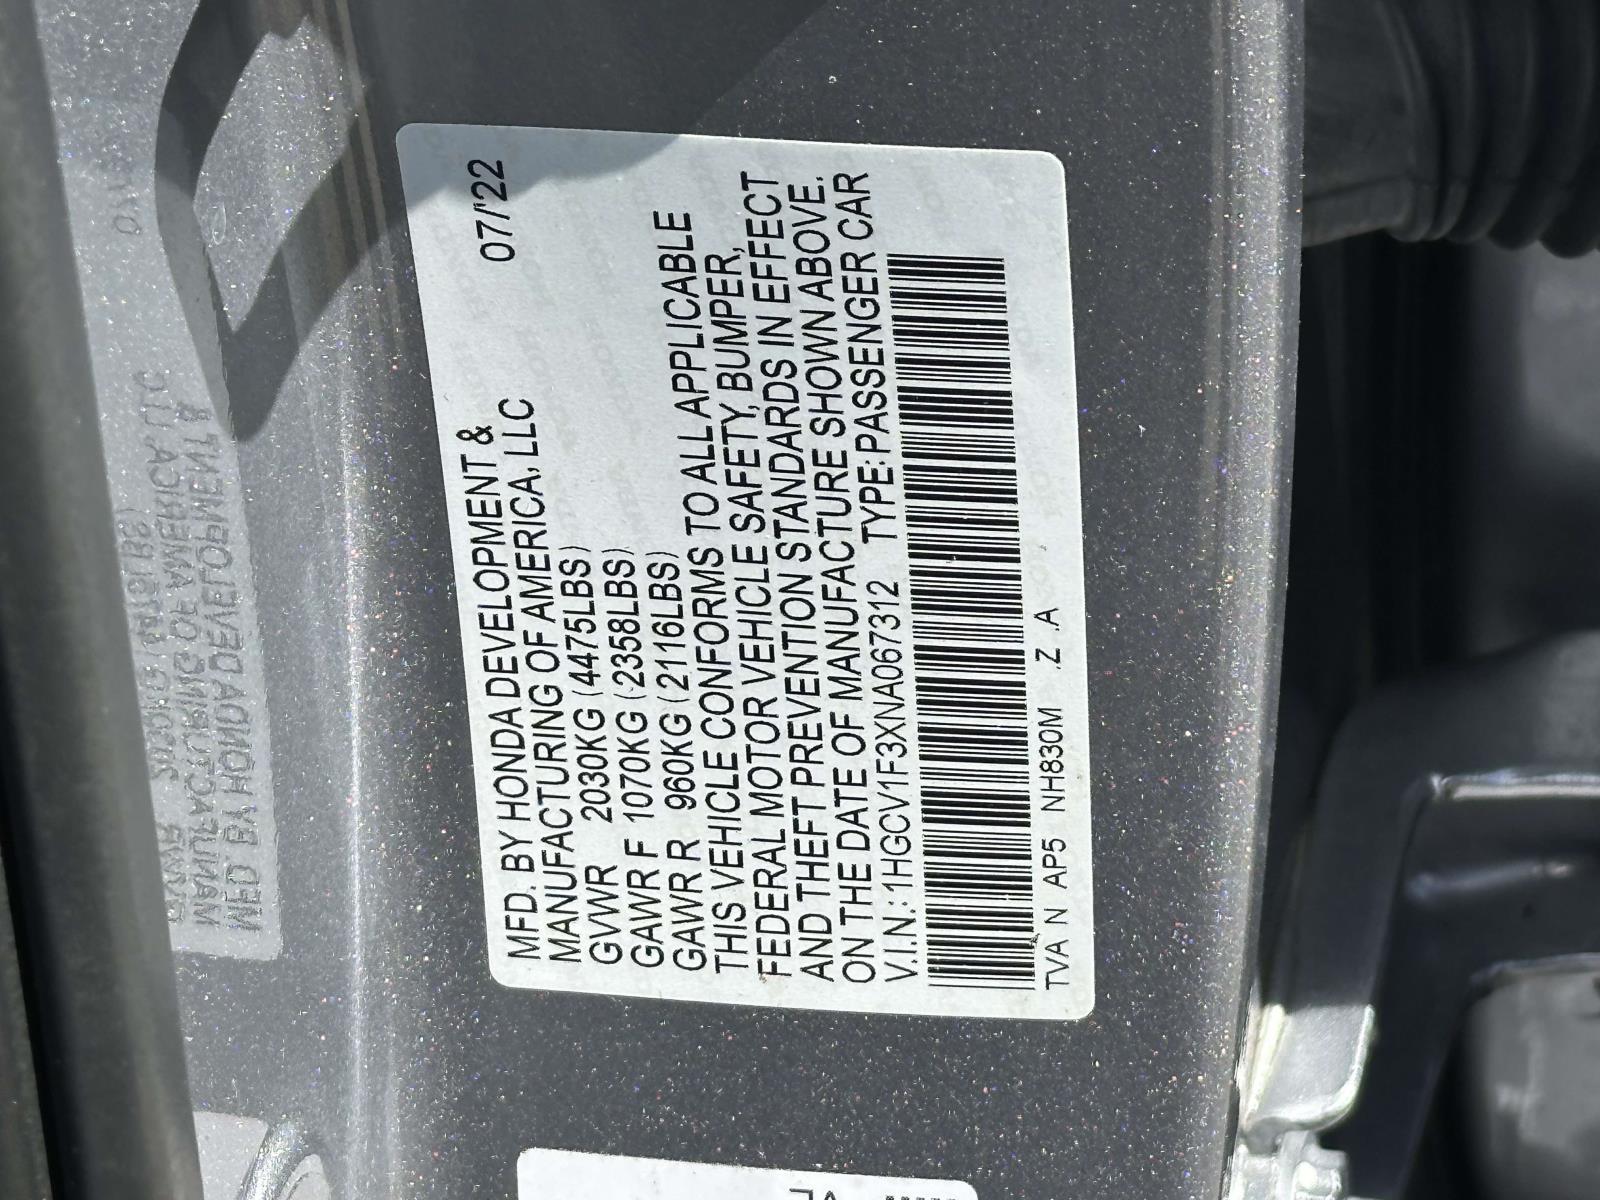 MFD. BY HONDA DEVELOPMENT &
MANUFACTURING OF AMERICA, LLC 07/'22
GVWR 2030KG (4475LBS)
GAWR F 1070KG (2358LBS)
GAWR R 960KG (2116LBS)
THIS VEHICLE CONFORMS TO ALL APPLICABLE
FEDERAL MOTOR VEHICLE SAFETY, BUMPER,
AND THEFT PREVENTION STANDARDS IN EFFECT
ON THE DATE OF MANUFACTURE SHOWN ABOVE.
V.I.N.: 1HGCV1F3XNA067312 TYPE: PASSENGER CAR
TVA N AP5 NH830M .Z .A